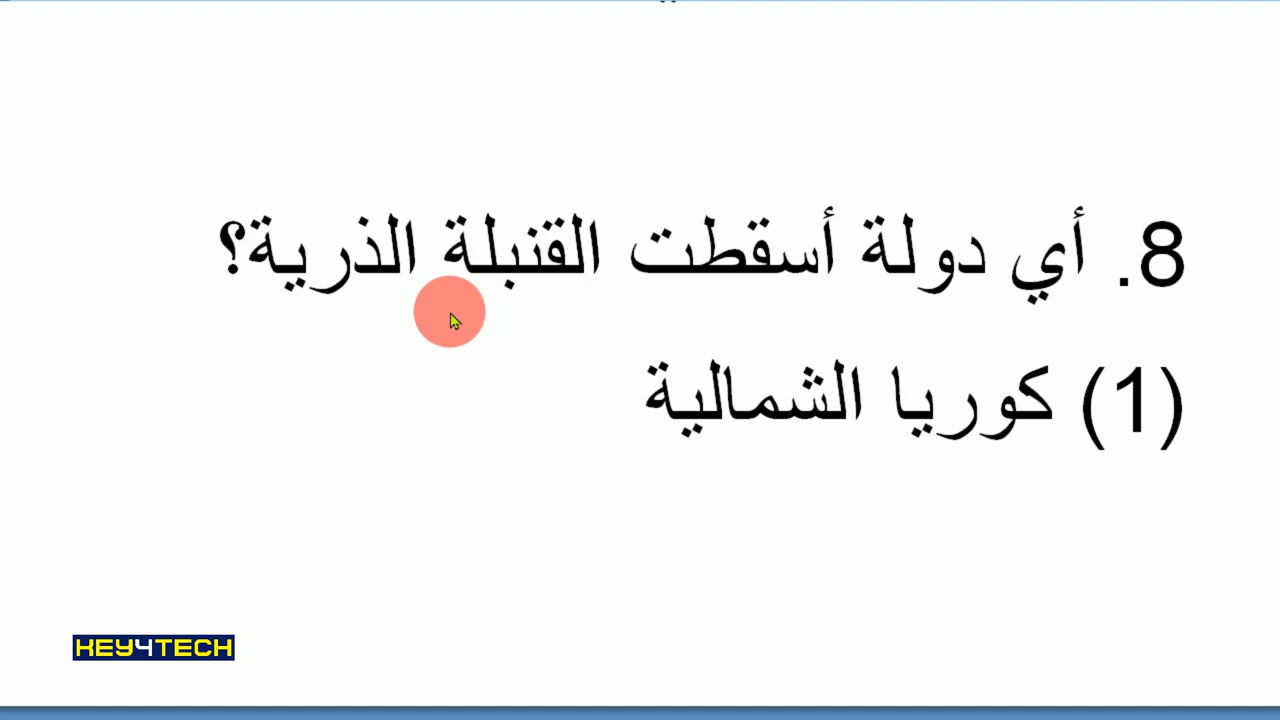 8. أي دولة أسقطت القنبلة الذرية؟
(1) كوريا الشمالية
KEY4TECH